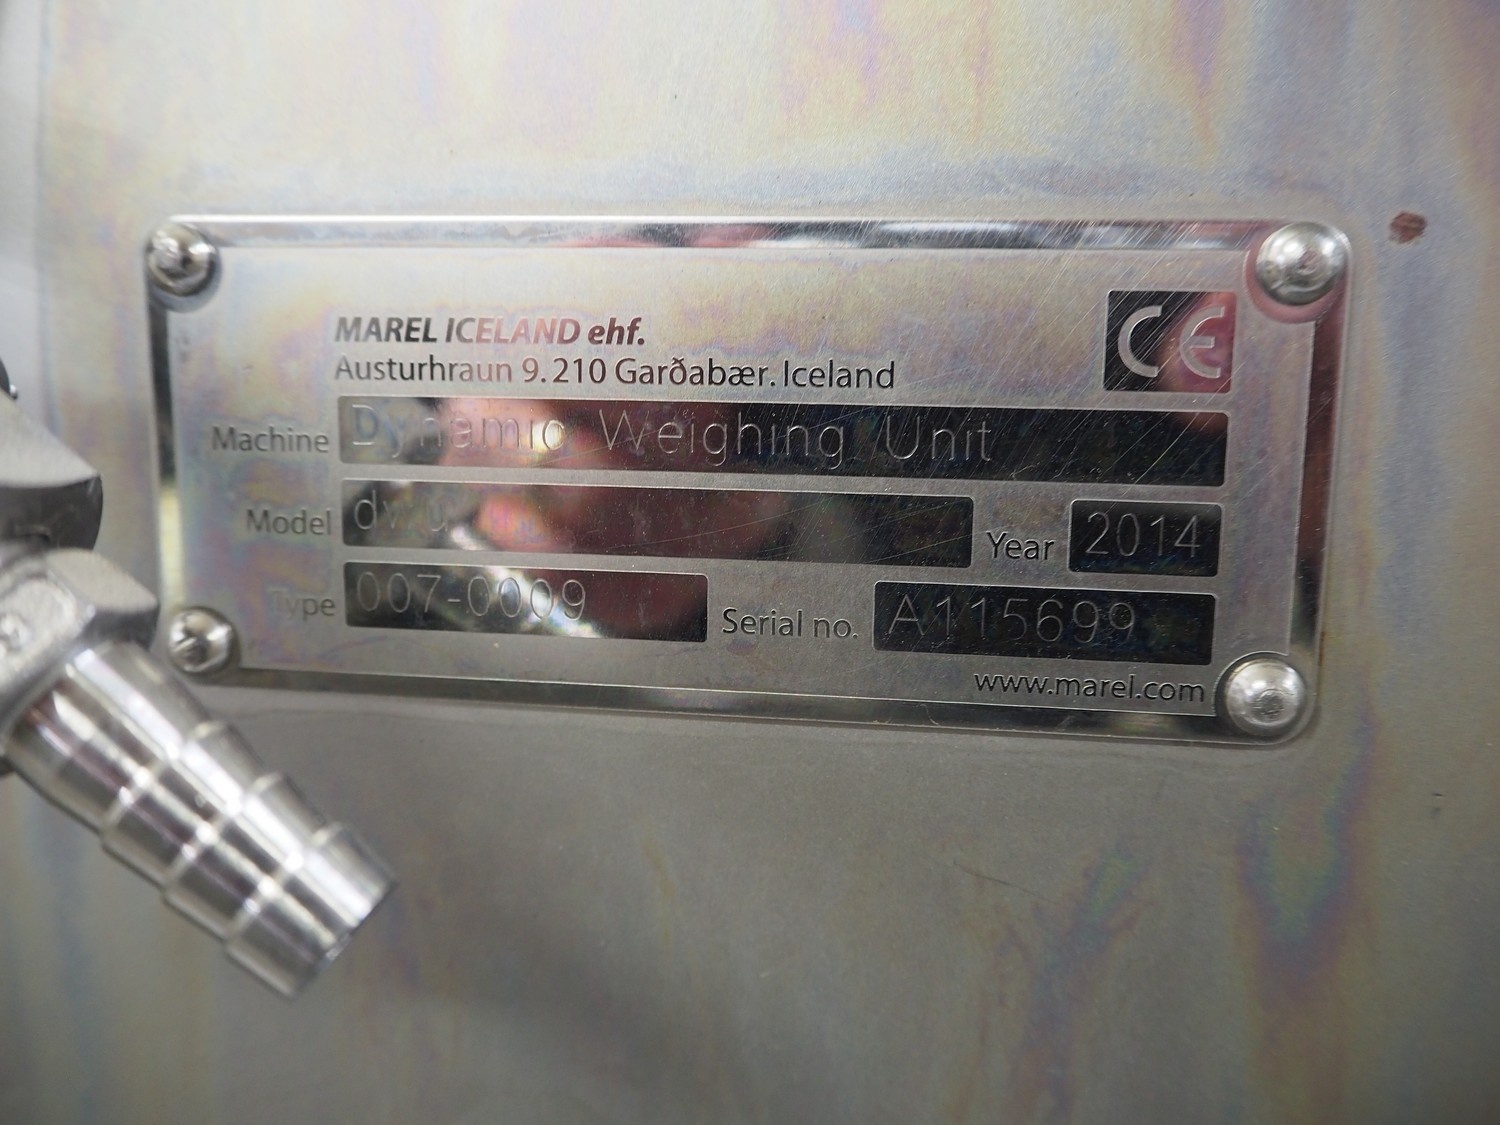 MAREL ICELAND ehf.
Austurhraun 9. 210 Garðabær. Iceland
CE
Machine Dynamic Weighing Unit
Model dwu Year 2014
Type 007-0009 Serial no. A115699
www.marel.com